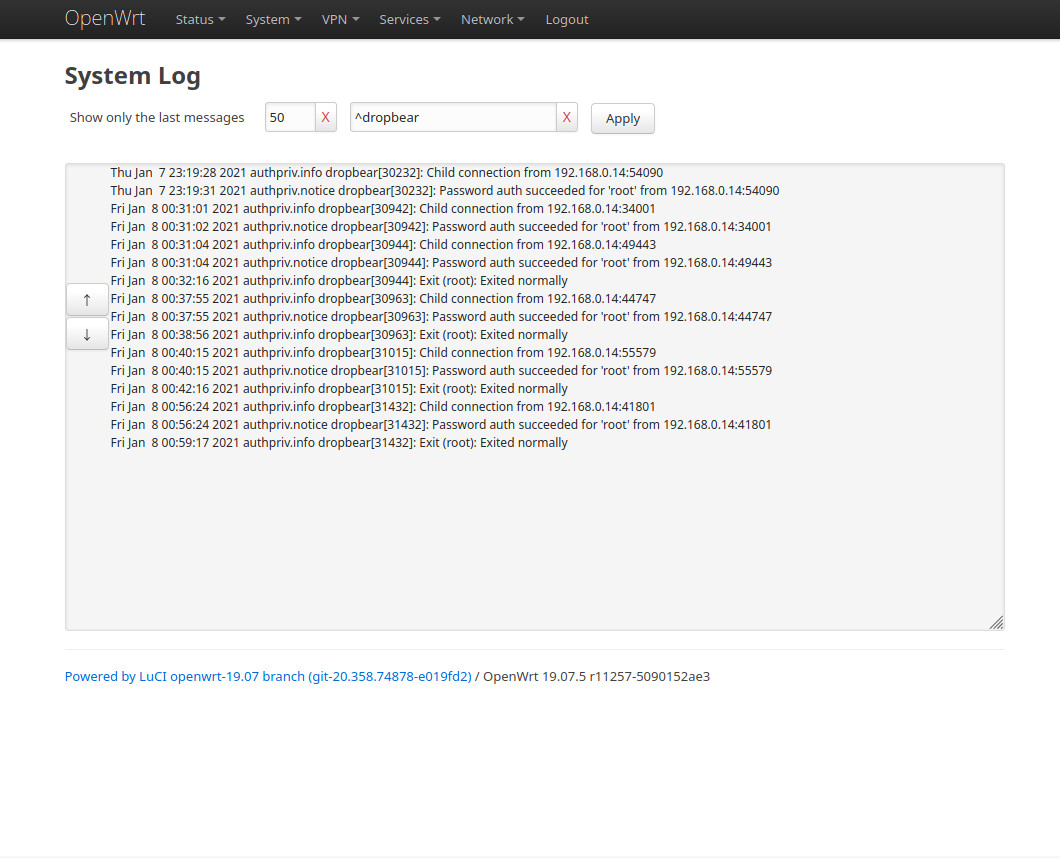 OpenWrt Status System VPN Services Network Logout
System Log
Show only the last messages 50 X ^dropbear X Apply
Thu Jan  7 23:19:28 2021 authpriv.info dropbear[30232]: Child connection from 192.168.0.14:54090
Thu Jan  7 23:19:31 2021 authpriv.notice dropbear[30232]: Password auth succeeded for 'root' from 192.168.0.14:54090
Fri Jan  8 00:31:01 2021 authpriv.info dropbear[30942]: Child connection from 192.168.0.14:34001
Fri Jan  8 00:31:02 2021 authpriv.notice dropbear[30942]: Password auth succeeded for 'root' from 192.168.0.14:34001
Fri Jan  8 00:31:04 2021 authpriv.info dropbear[30944]: Child connection from 192.168.0.14:49443
Fri Jan  8 00:31:04 2021 authpriv.notice dropbear[30944]: Password auth succeeded for 'root' from 192.168.0.14:49443
Fri Jan  8 00:32:16 2021 authpriv.info dropbear[30944]: Exit (root): Exited normally
↑ Fri Jan  8 00:37:55 2021 authpriv.info dropbear[30963]: Child connection from 192.168.0.14:44747
Fri Jan  8 00:37:55 2021 authpriv.notice dropbear[30963]: Password auth succeeded for 'root' from 192.168.0.14:44747
↓ Fri Jan  8 00:38:56 2021 authpriv.info dropbear[30963]: Exit (root): Exited normally
Fri Jan  8 00:40:15 2021 authpriv.info dropbear[31015]: Child connection from 192.168.0.14:55579
Fri Jan  8 00:40:15 2021 authpriv.notice dropbear[31015]: Password auth succeeded for 'root' from 192.168.0.14:55579
Fri Jan  8 00:42:16 2021 authpriv.info dropbear[31015]: Exit (root): Exited normally
Fri Jan  8 00:56:24 2021 authpriv.info dropbear[31432]: Child connection from 192.168.0.14:41801
Fri Jan  8 00:56:24 2021 authpriv.notice dropbear[31432]: Password auth succeeded for 'root' from 192.168.0.14:41801
Fri Jan  8 00:59:17 2021 authpriv.info dropbear[31432]: Exit (root): Exited normally
Powered by LuCI openwrt-19.07 branch (git-20.358.74878-e019fd2) / OpenWrt 19.07.5 r11257-5090152ae3